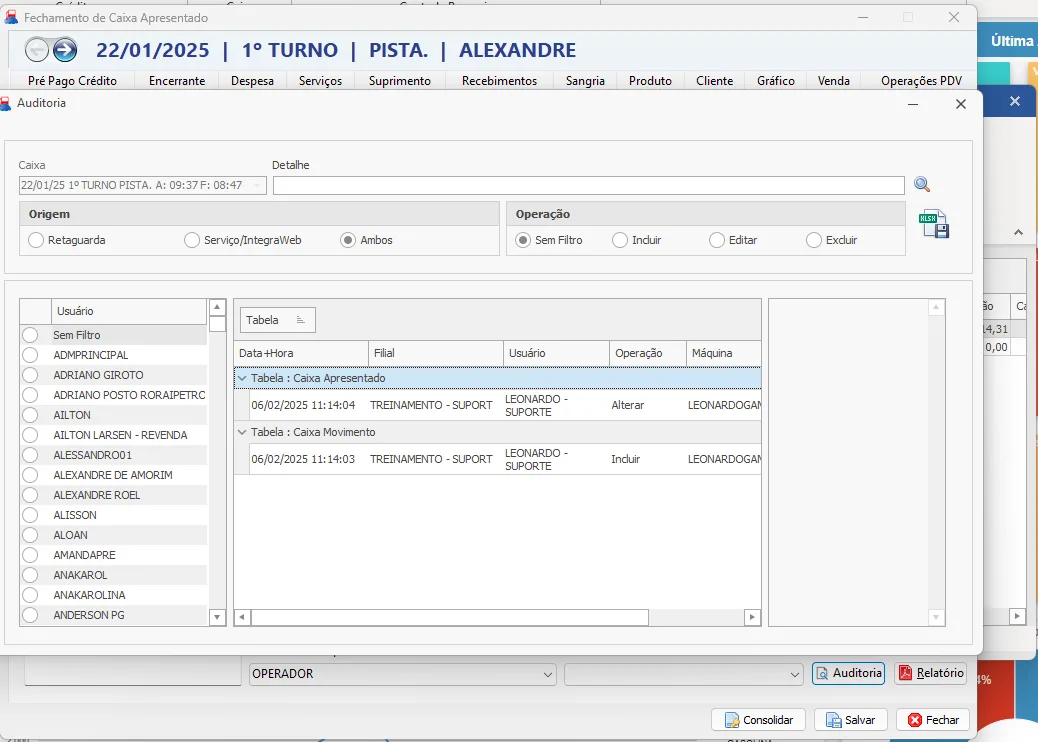 Fechamento de Caixa Apresentado
22/01/2025 | 1º TURNO | PISTA. | ALEXANDRE
Última
Pré Pago Crédito Encerrante Despesa Serviços Suprimento Recebimentos Sangria Produto Cliente Gráfico Venda Operações PDV
Auditoria
Caixa Detalhe
22/01/25 1º TURNO PISTA. A: 09:37 F: 08:47
Origem Operação
XLSX
Retaguarda Serviço/IntegraWeb Ambos Sem Filtro Incluir Editar Excluir
Usuário
Tabela
Sem Filtro
ADMPRINCIPAL
ADRIANO GIROTO
ADRIANO POSTO RORAIPETRO
AILTON
AILTON LARSEN - REVENDA
ALESSANDRO01
ALEXANDRE DE AMORIM
ALEXANDRE ROEL
ALISSON
ALOAN
AMANDAPRE
ANAKAROL
ANAKAROLINA
ANDERSON PG
Data+Hora Filial Usuário Operação Máquina
Tabela : Caixa Apresentado
06/02/2025 11:14:04 TREINAMENTO - SUPORT LEONARDO - SUPORTE Alterar LEONARDOGAM
Tabela : Caixa Movimento
06/02/2025 11:14:03 TREINAMENTO - SUPORT LEONARDO - SUPORTE Incluir LEONARDOGAM
ão
14,31
0,00
OPERADOR Auditoria Relatório
4%
Consolidar Salvar Fechar